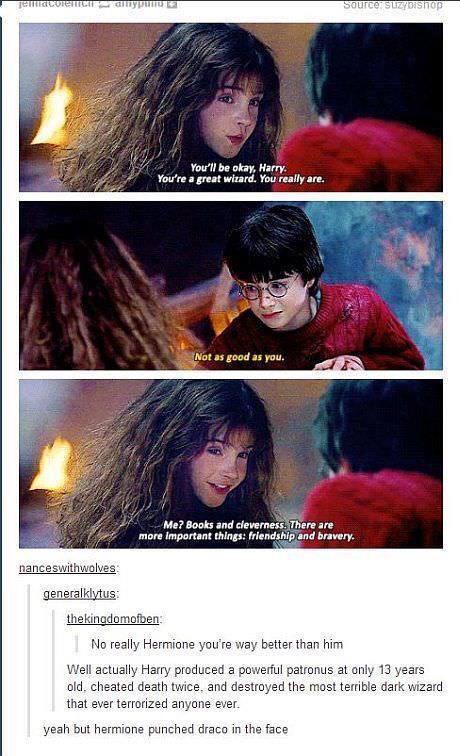 Source: suzybishop
You'll be okay, Harry.
You're a great wizard. You really are.
Not as good as you.
Me? Books and cleverness. There are
more important things: friendship and bravery.
nanceswithwolves:
generalklytus:
thekingdomofben:
No really Hermione you're way better than him
Well actually Harry produced a powerful patronus at only 13 years
old, cheated death twice, and destroyed the most terrible dark wizard
that ever terrorized anyone ever.
yeah but hermione punched draco in the face